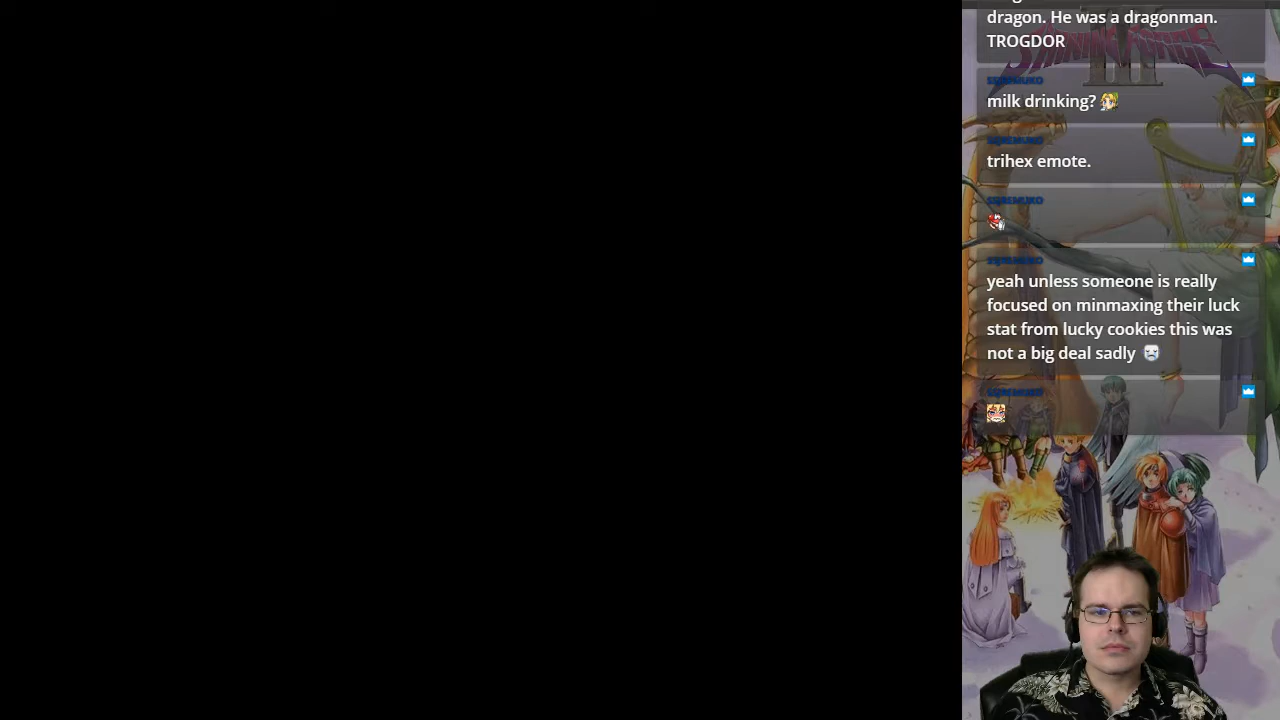 dragon. He was a dragonman.
TROGDOR
milk drinking?
trihex emote.
yeah unless someone is really
focused on minmaxing their luck
stat from lucky cookies this was
not a big deal sadly